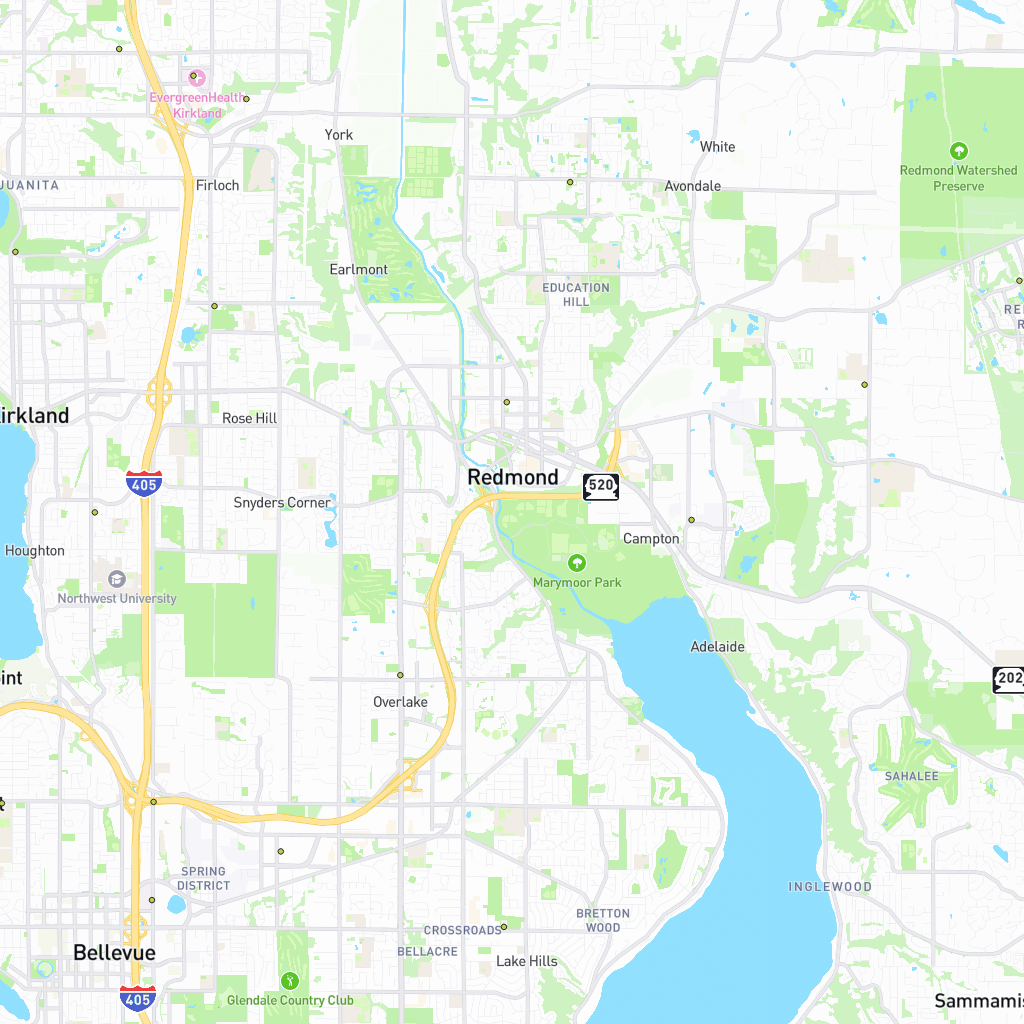 EvergreenHealth
Kirkland
York
White
Redmond Watershed
Preserve
JUANITA
Firloch
Avondale
Earlmont
EDUCATION
HILL
Rose Hill
Redmond
405
520
Snyders Corner
Campton
Houghton
Marymoor Park
Northwest University
Adelaide
202
Overlake
SAHALEE
SPRING
DISTRICT
INGLEWOOD
BRETTON
WOOD
CROSSROADS
BELLACRE
Bellevue
Lake Hills
405
Glendale Country Club